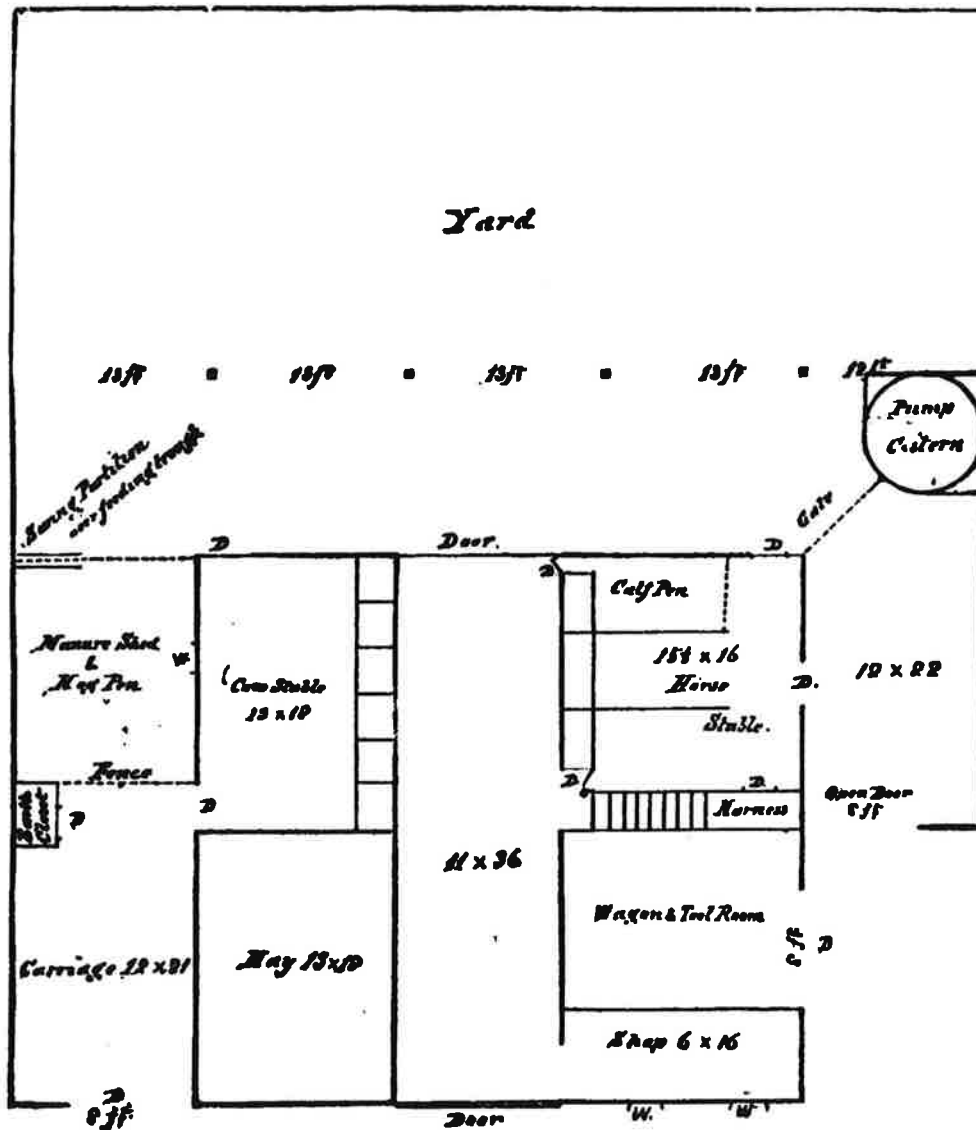 Yard
13 ft
13 ft
13 ft
13 ft
12 ft
Pump
Cistern
Swing Partition
over feeding trough
Gate
D
Door.
D
D
Calf Pen
Manure Shed
&
Hog Pen
W
Cow Stable
13 x 18
15½ x 16
Horse
Stable.
D.
12 x 22
Fence
D
D
Earth
Closet
D
D
Harness
Open Door
8 ft
11 x 36
Wagon & Tool Room
8 ft
D
Carriage 12 x 21
Hay 13 x 18
Shop 6 x 16
D
8 ft.
Door
W.
W